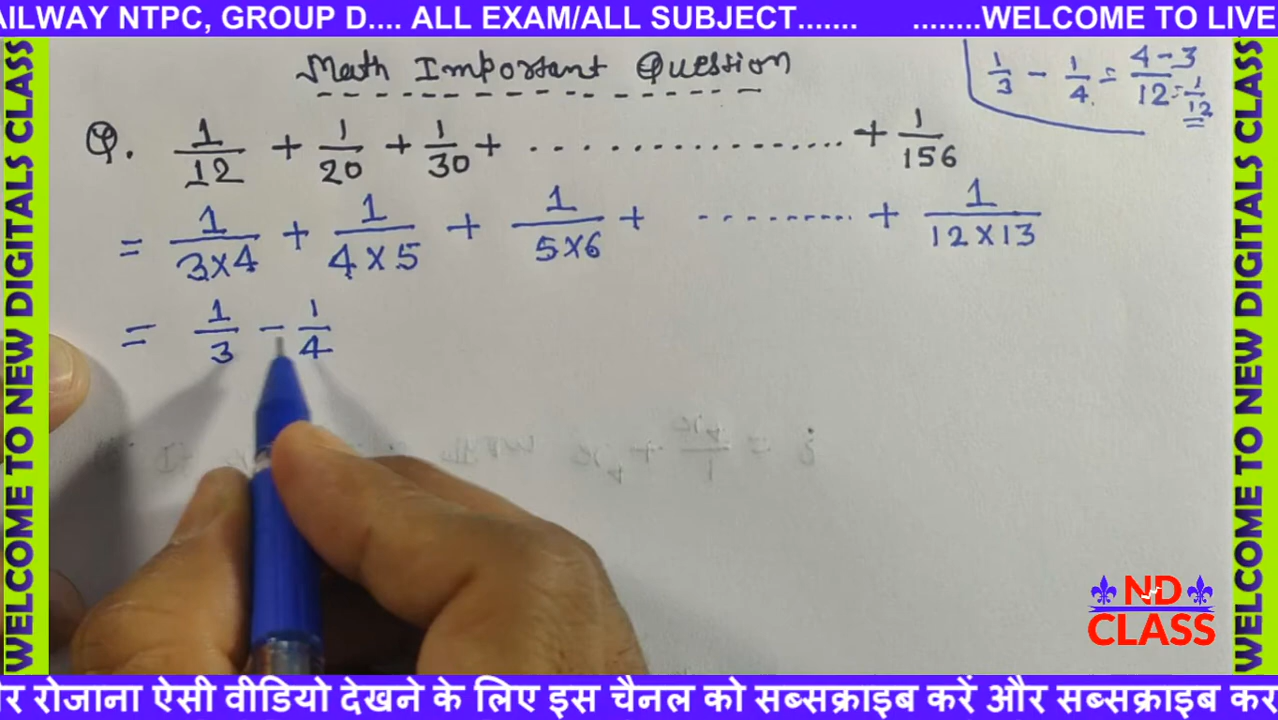 AILWAY NTPC, GROUP D.... ALL EXAM/ALL SUBJECT....... ........WELCOME TO LIVE
WELCOME TO NEW DIGITALS CLASS
Math Important Question
1/3 - 1/4 = 4-3/12 = 1/12
Q. 1/12 + 1/20 + 1/30 + ................. + 1/156
= 1/3×4 + 1/4×5 + 1/5×6 + --------- + 1/12×13
= 1/3 - 1/4
ND
CLASS
WELCOME TO NEW DIGITALS CLASS
र रोजाना ऐसी वीडियो देखने के लिए इस चैनल को सब्सक्राइब करें और सब्सक्राइब कर